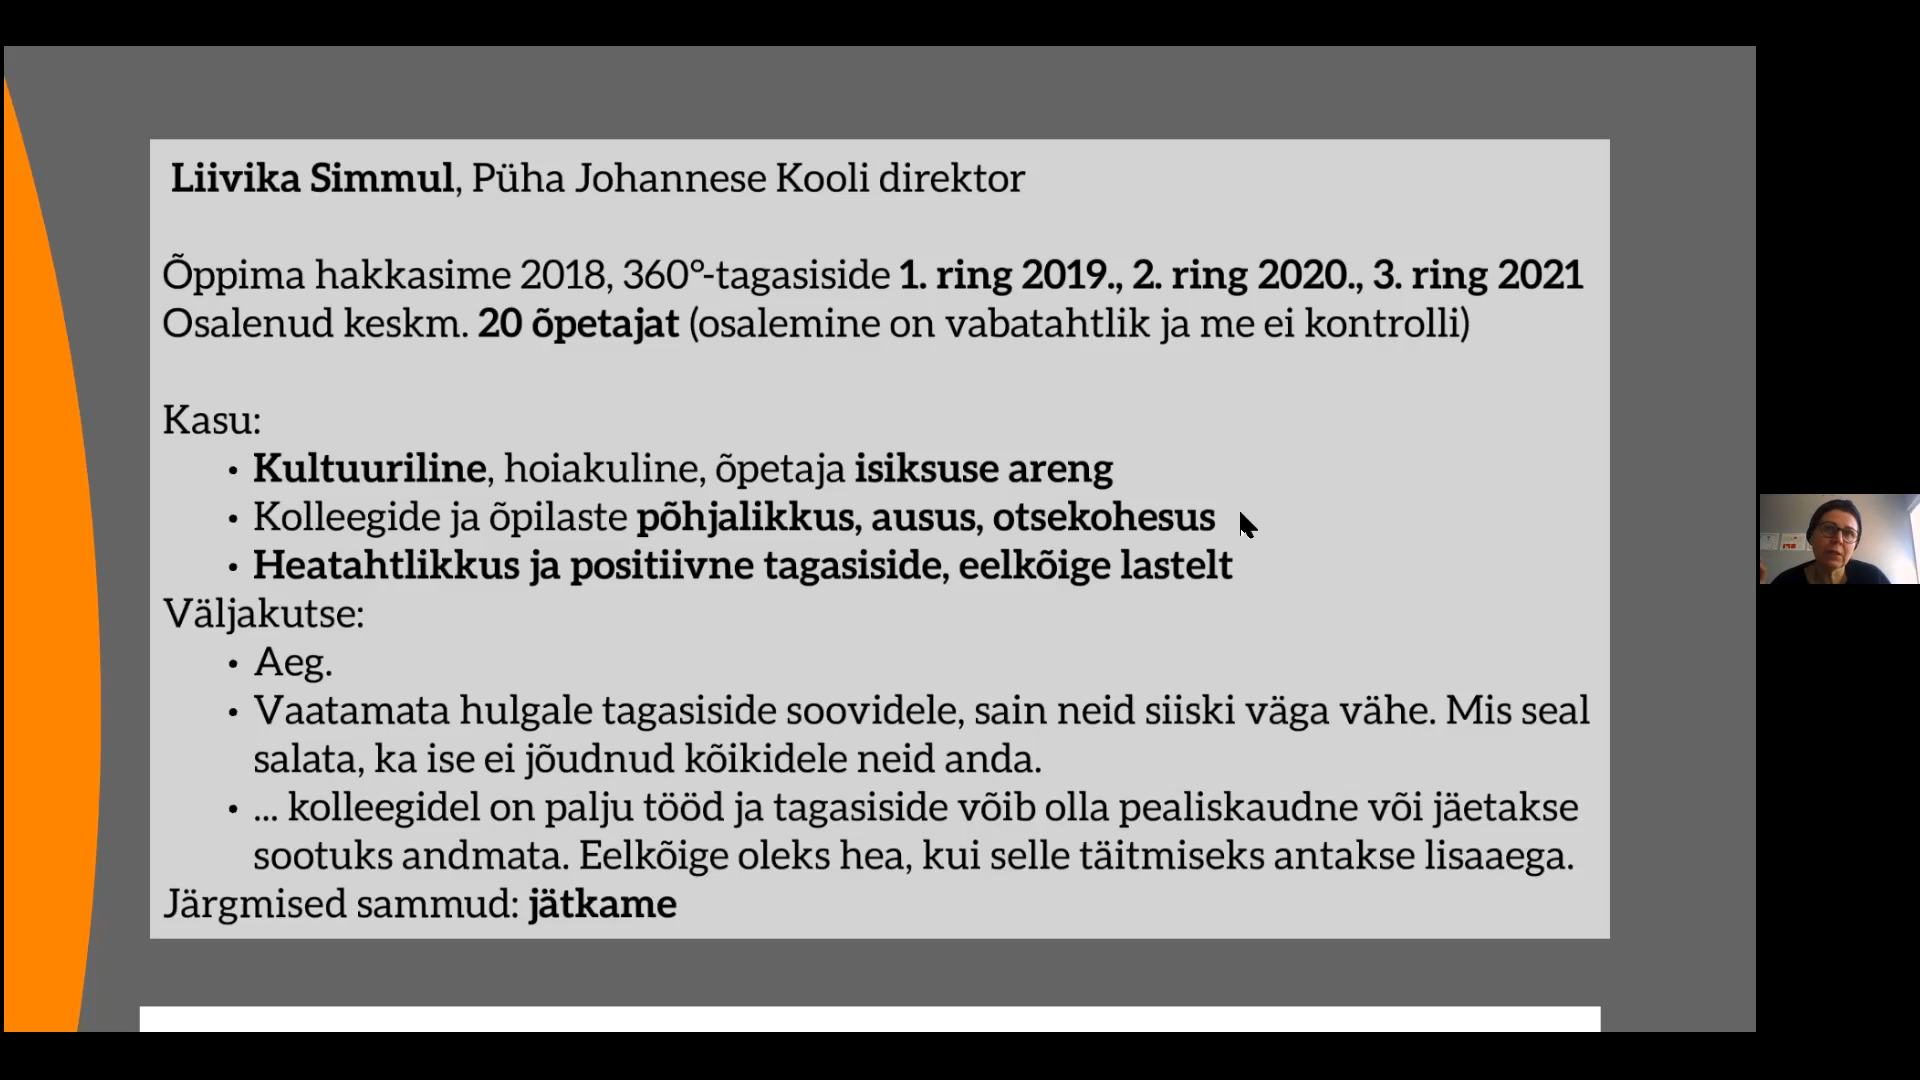 Liivika Simmul, Püha Johannese Kooli direktor
Õppima hakkasime 2018, 360°-tagasiside 1. ring 2019., 2. ring 2020., 3. ring 2021
Osalenud keskm. 20 õpetajat (osalemine on vabatahtlik ja me ei kontrolli)
Kasu:
• Kultuuriline, hoiakuline, õpetaja isiksuse areng
• Kolleegide ja õpilaste põhjalikkus, ausus, otsekohesus
• Heatahtlikkus ja positiivne tagasiside, eelkõige lastelt
Väljakutse:
• Aeg.
• Vaatamata hulgale tagasiside soovidele, sain neid siiski väga vähe. Mis seal
salata, ka ise ei jõudnud kõikidele neid anda.
• ... kolleegidel on palju tööd ja tagasiside võib olla pealiskaudne või jäetakse
sootuks andmata. Eelkõige oleks hea, kui selle täitmiseks antakse lisaaega.
Järgmised sammud: jätkame